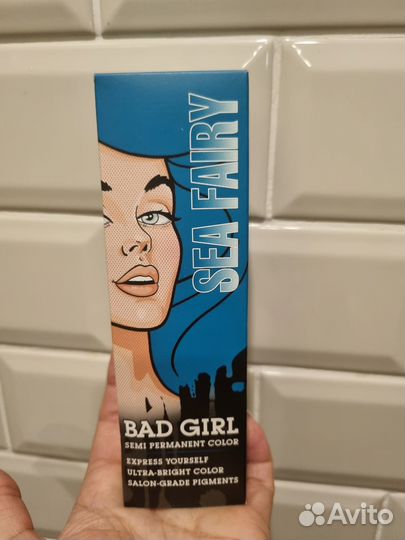 SEA FAIRY
BAD GIRL
SEMI PERMANENT COLOR
EXPRESS YOURSELF
ULTRA-BRIGHT COLOR
SALON-GRADE PIGMENTS
Avito